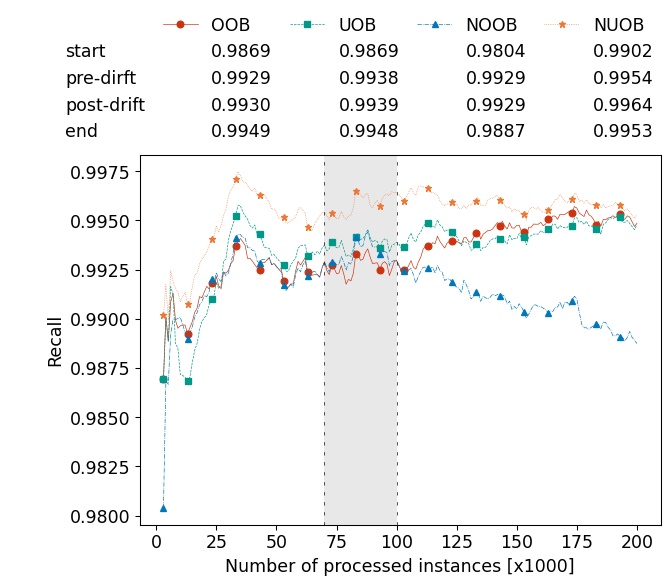 OOB UOB NOOB NUOB
start 0.9869 0.9869 0.9804 0.9902
pre-dirft 0.9929 0.9938 0.9929 0.9954
post-drift 0.9930 0.9939 0.9929 0.9964
end 0.9949 0.9948 0.9887 0.9953
0.9975
0.9950
0.9925
0.9900
0.9875
0.9850
0.9825
0.9800
Recall
0 25 50 75 100 125 150 175 200
Number of processed instances [x1000]